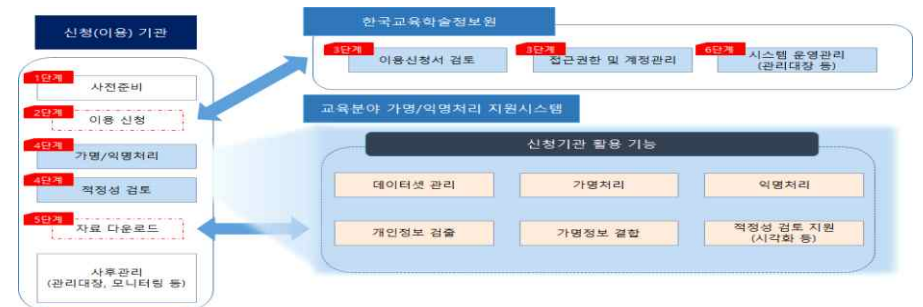 신청(이용) 기관
1단계
사전준비
2단계
이용 신청
4단계
가명/익명처리
4단계
적정성 검토
5단계
자료 다운로드
사후관리
(관리대장, 모니터링 등)
한국교육학술정보원
3단계
이용신청서 검토
3단계
접근권한 및 계정관리
6단계
시스템 운영관리
(관리대장 등)
교육분야 가명/익명처리 지원시스템
신청기관 활용 기능
데이터셋 관리
가명처리
익명처리
개인정보 검출
가명정보 결합
적정성 검토 지원
(시각화 등)